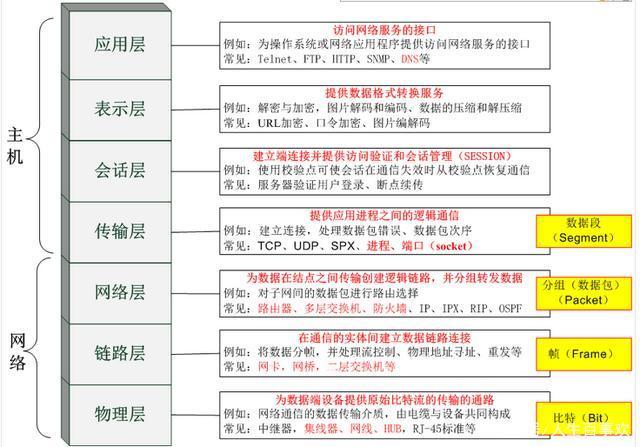 应用层
访问网络服务的接口
例如：为操作系统或网络应用程序提供访问网络服务的接口
常见：Telnet、FTP、HTTP、SNMP、DNS等
表示层
提供数据格式转换服务
例如：解密与加密，图片解码和编码、数据的压缩和解压缩
常见：URL加密、口令加密、图片编解码
主机
会话层
建立端连接并提供访问验证和会话管理（SESSION）
例如：使用校验点可使会话在通信失效时从校验点恢复通信
常见：服务器验证用户登录、断点续传
传输层
提供应用进程之间的逻辑通信
例如：建立连接，处理数据包错误、数据包次序
常见：TCP、UDP、SPX、进程、端口（socket）
数据段
（Segment）
网络层
为数据在结点之间传输创建逻辑链路，并分组转发数据
例如：对子网间的数据包进行路由选择
常见：路由器、多层交换机、防火墙、IP、IPX、RIP、OSPF
分组（数据包）
（Packet）
网络
链路层
在通信的实体间建立数据链路连接
例如：将数据分帧，并处理流控制、物理地址寻址、重发等
常见：网卡，网桥，二层交换机等
帧（Frame）
物理层
为数据端设备提供原始比特流的传输的通路
例如：网络通信的数据传输介质，由电缆与设备共同构成
常见：中继器，集线器、网线、HUB，RJ-45标准等
比特（Bit）